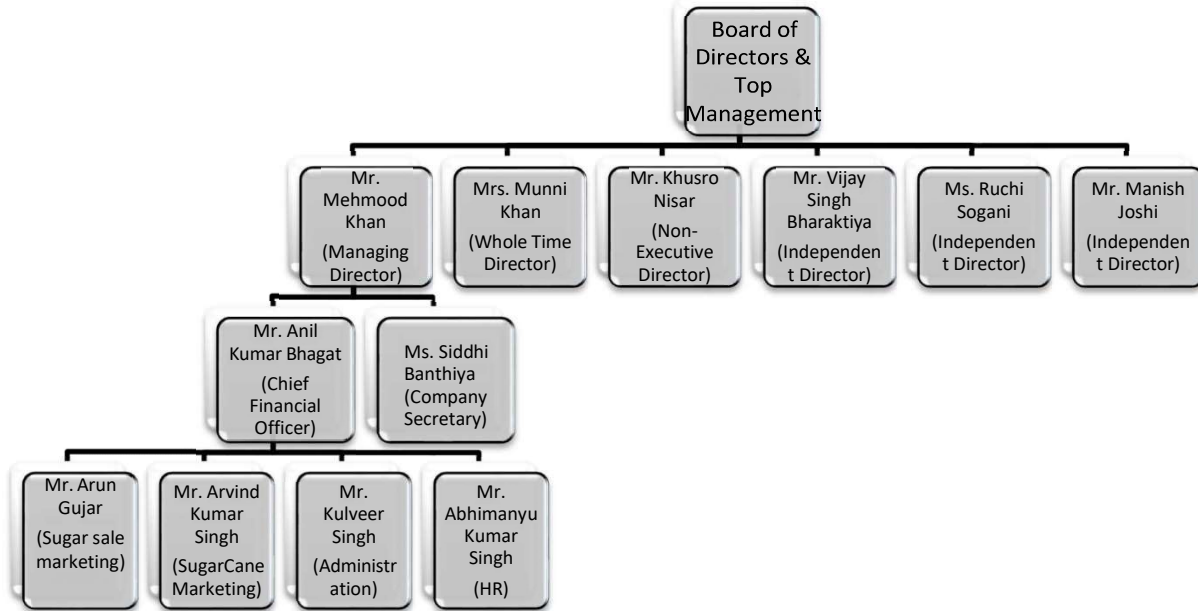 Board of
Directors &
Top
Management
Mr.
Mehmood
Khan
(Managing
Director)
Mrs. Munni
Khan
(Whole Time
Director)
Mr. Khusro
Nisar
(Non-
Executive
Director)
Mr. Vijay
Singh
Bharaktiya
(Independen
t Director)
Ms. Ruchi
Sogani
(Independen
t Director)
Mr. Manish
Joshi
(Independen
t Director)
Mr. Anil
Kumar Bhagat
(Chief
Financial
Officer)
Ms. Siddhi
Banthiya
(Company
Secretary)
Mr. Arun
Gujar
(Sugar sale
marketing)
Mr. Arvind
Kumar
Singh
(SugarCane
Marketing)
Mr.
Kulveer
Singh
(Administr
ation)
Mr.
Abhimanyu
Kumar
Singh
(HR)